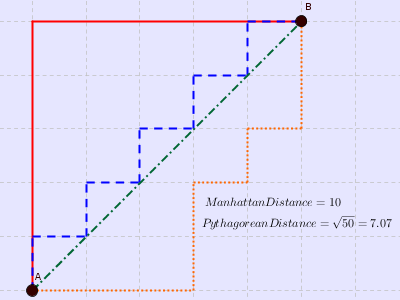 B
A
ManhattanDistance = 10
PythagoreanDistance = √50 = 7.07